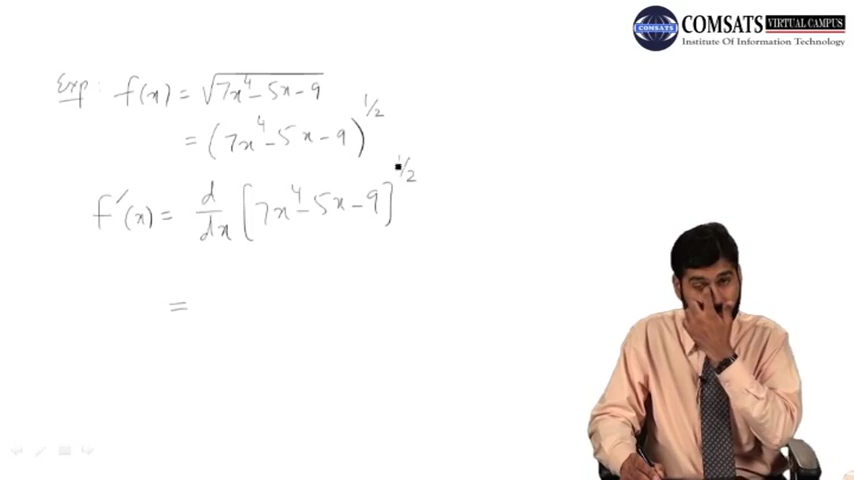 COMSATS VIRTUAL CAMPUS
COMSATS
Institute Of Information Technology
Exp: f(x) = √(7x⁴ - 5x - 9)
= (7x⁴ - 5x - 9)^1/2
f′(x) = d/dx [7x⁴ - 5x - 9]^1/2
=